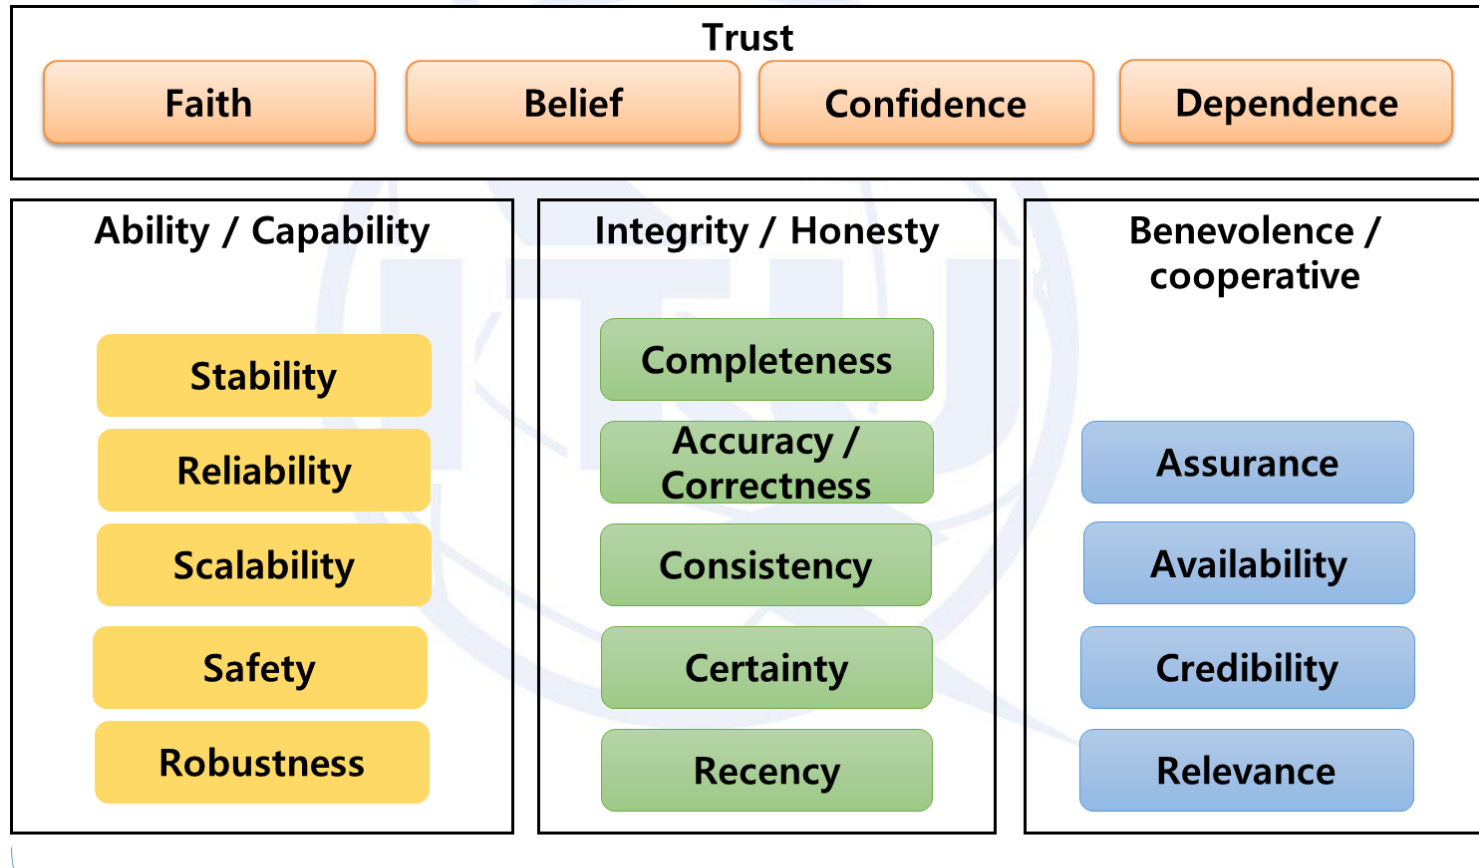 Trust
Faith
Belief
Confidence
Dependence
Ability / Capability
Stability
Reliability
Scalability
Safety
Robustness
Integrity / Honesty
Completeness
Accuracy /
Correctness
Consistency
Certainty
Recency
Benevolence /
cooperative
Assurance
Availability
Credibility
Relevance
ITU